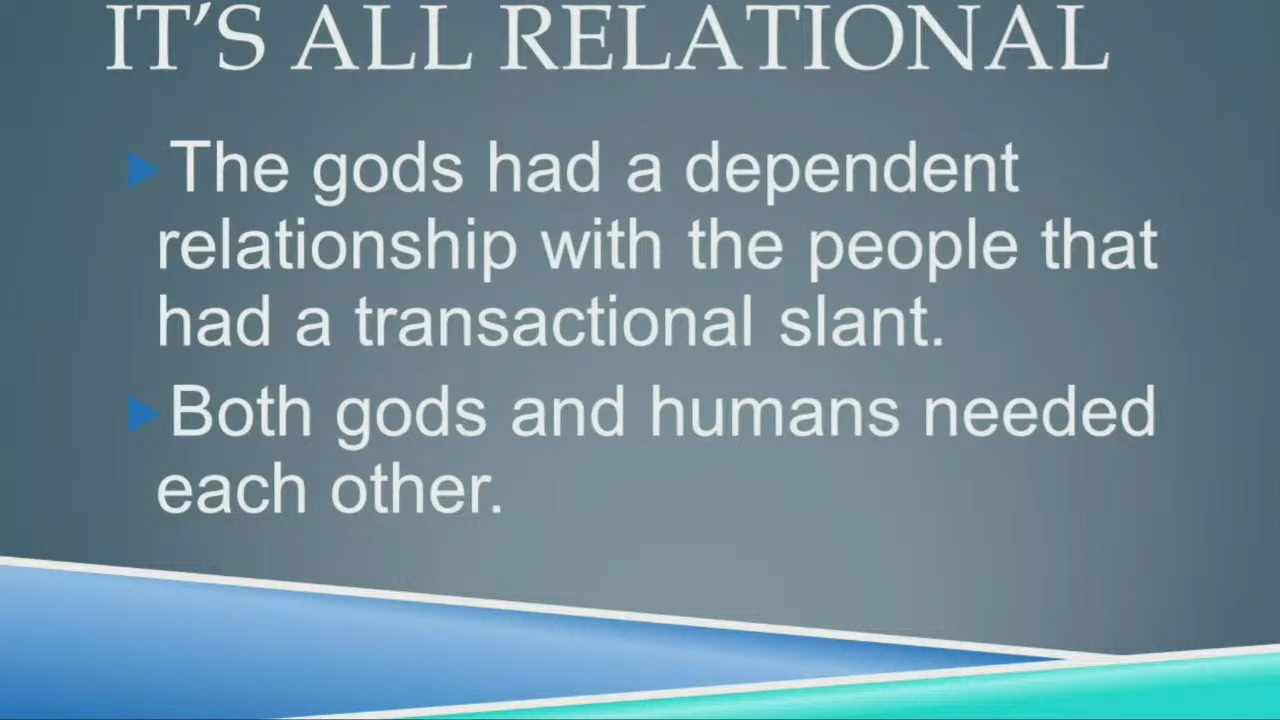 IT’S ALL RELATIONAL
The gods had a dependent
relationship with the people that
had a transactional slant.
Both gods and humans needed
each other.